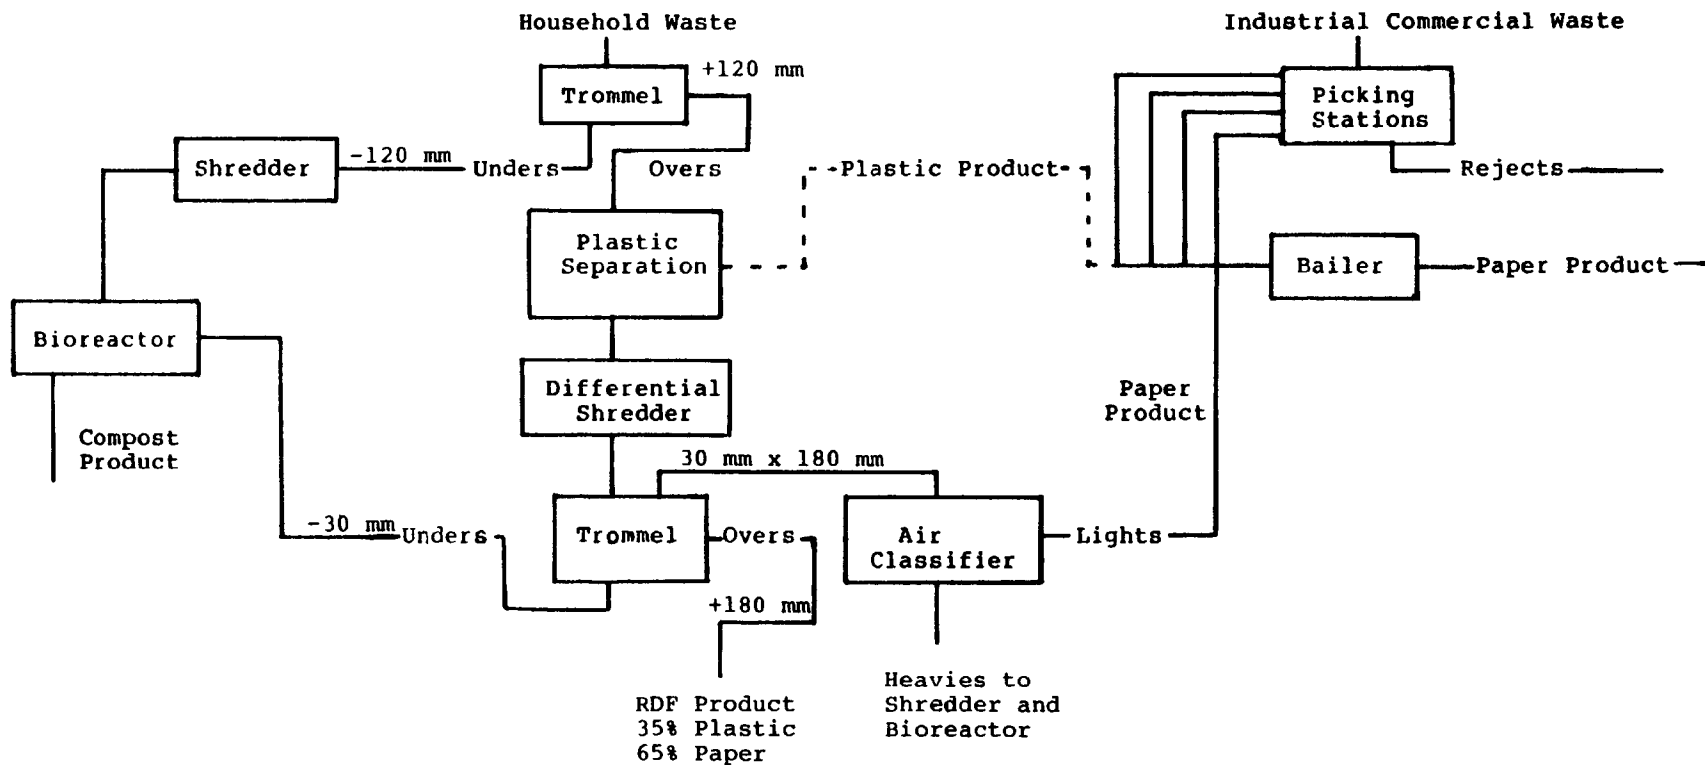 Household Waste
Industrial Commercial Waste
+120 mm
Trommel
Picking
Stations
-120 mm
Shredder
Unders
Overs
Plastic Product
Rejects
Plastic
Separation
Bailer
Paper Product
Bioreactor
Differential
Shredder
Paper
Product
Compost
Product
30 mm x 180 mm
-30 mm
Unders
Trommel
Overs
Air
Classifier
Lights
+180 mm
Heavies to
Shredder and
Bioreactor
RDF Product
35% Plastic
65% Paper